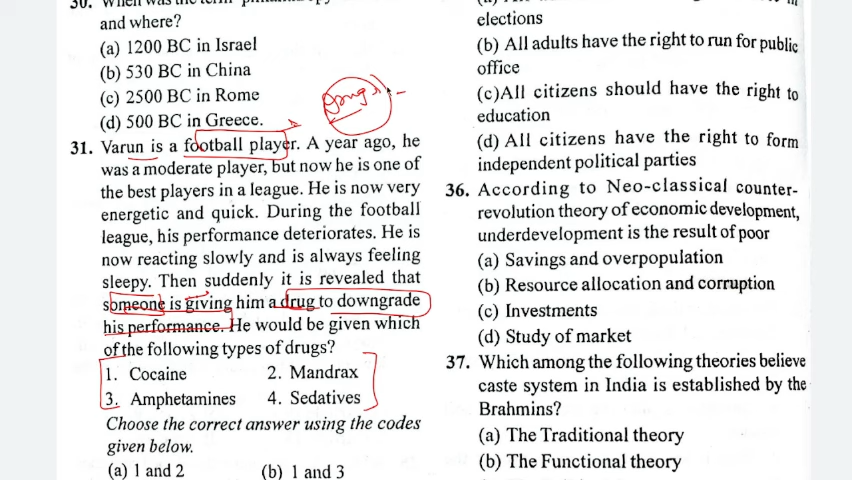 and where?
(a) 1200 BC in Israel
(b) 530 BC in China
(c) 2500 BC in Rome
(d) 500 BC in Greece.
31. Varun is a football player. A year ago, he
was a moderate player, but now he is one of
the best players in a league. He is now very
energetic and quick. During the football
league, his performance deteriorates. He is
now reacting slowly and is always feeling
sleepy. Then suddenly it is revealed that
someone is giving him a drug to downgrade
his performance. He would be given which
of the following types of drugs?
1. Cocaine 2. Mandrax
3. Amphetamines 4. Sedatives
Choose the correct answer using the codes
given below.
(a) 1 and 2 (b) 1 and 3
elections
(b) All adults have the right to run for public
office
(c)All citizens should have the right to
education
(d) All citizens have the right to form
independent political parties
36. According to Neo-classical counter-
revolution theory of economic development,
underdevelopment is the result of poor
(a) Savings and overpopulation
(b) Resource allocation and corruption
(c) Investments
(d) Study of market
37. Which among the following theories believe
caste system in India is established by the
Brahmins?
(a) The Traditional theory
(b) The Functional theory